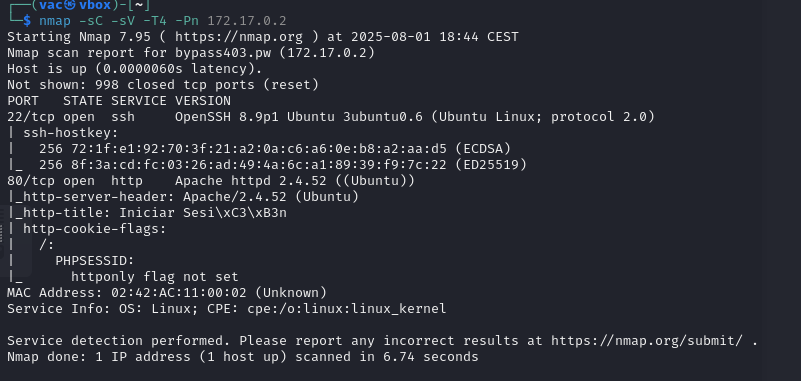 ┌──(vac㉿vbox)-[~]
└─$ nmap -sC -sV -T4 -Pn 172.17.0.2
Starting Nmap 7.95 ( https://nmap.org ) at 2025-08-01 18:44 CEST
Nmap scan report for bypass403.pw (172.17.0.2)
Host is up (0.0000060s latency).
Not shown: 998 closed tcp ports (reset)
PORT   STATE SERVICE VERSION
22/tcp open  ssh     OpenSSH 8.9p1 Ubuntu 3ubuntu0.6 (Ubuntu Linux; protocol 2.0)
| ssh-hostkey:
|   256 72:1f:e1:92:70:3f:21:a2:0a:c6:a6:0e:b8:a2:aa:d5 (ECDSA)
|_  256 8f:3a:cd:fc:03:26:ad:49:4a:6c:a1:89:39:f9:7c:22 (ED25519)
80/tcp open  http    Apache httpd 2.4.52 ((Ubuntu))
|_http-server-header: Apache/2.4.52 (Ubuntu)
|_http-title: Iniciar Sesi\xC3\xB3n
| http-cookie-flags:
|   /:
|     PHPSESSID:
|_      httponly flag not set
MAC Address: 02:42:AC:11:00:02 (Unknown)
Service Info: OS: Linux; CPE: cpe:/o:linux:linux_kernel

Service detection performed. Please report any incorrect results at https://nmap.org/submit/ .
Nmap done: 1 IP address (1 host up) scanned in 6.74 seconds